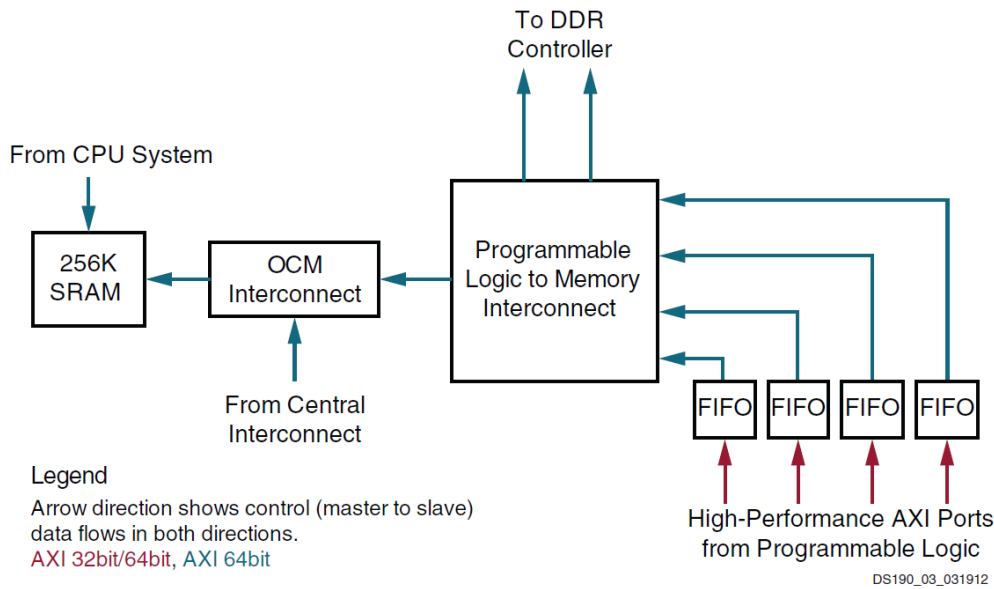 To DDR
Controller
From CPU System
256K
SRAM
OCM
Interconnect
Programmable
Logic to Memory
Interconnect
FIFO
FIFO
FIFO
FIFO
From Central
Interconnect
Legend
Arrow direction shows control (master to slave)
data flows in both directions.
AXI 32bit/64bit, AXI 64bit
High-Performance AXI Ports
from Programmable Logic
DS190_03_031912